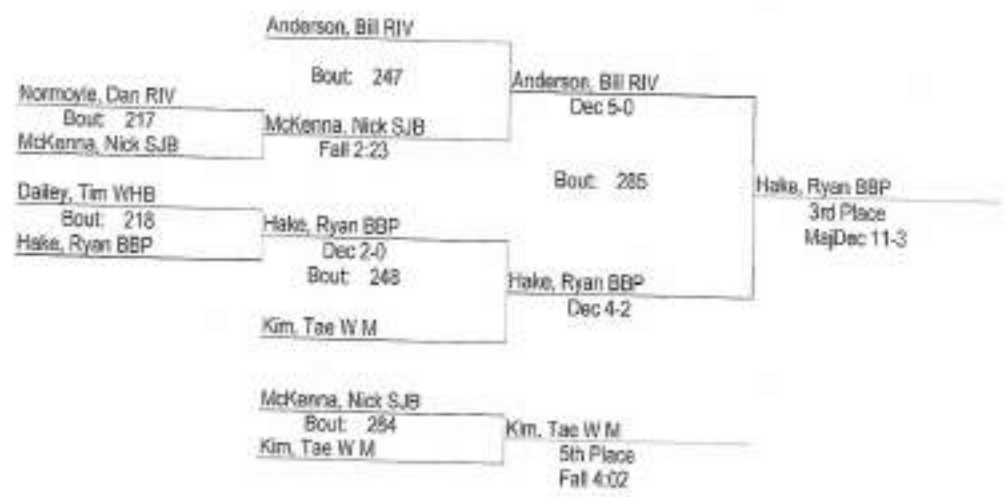 Anderson, Bill RIV
Bout: 247
Anderson, Bill RIV
Dec 5-0
Normoyle, Dan RIV
Bout: 217
McKenna, Nick SJB
McKenna, Nick SJB
Fall 2:23
Bout: 285
Hake, Ryan BBP
3rd Place
MajDec 11-3
Dailey, Tim WHB
Bout: 218
Hake, Ryan BBP
Hake, Ryan BBP
Dec 2-0
Bout: 248
Hake, Ryan BBP
Dec 4-2
Kim, Tae W M
McKenna, Nick SJB
Bout: 284
Kim, Tae W M
Kim, Tae W M
5th Place
Fall 4:02